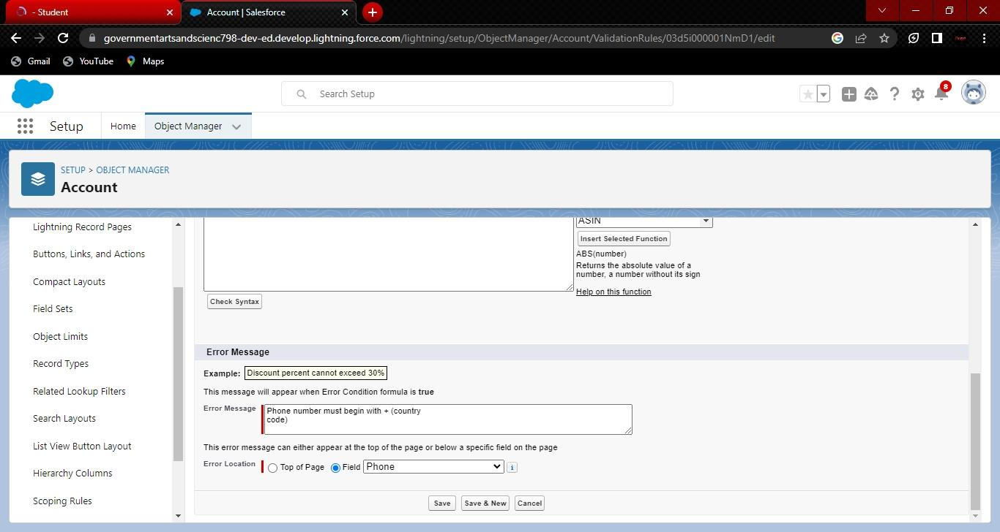 - Student
Account | Salesforce
governmentartsandscienc798-dev-ed.develop.lightning.force.com/lightning/setup/ObjectManager/Account/ValidationRules/03d5i000001NmD1/edit
Gmail
YouTube
Maps
Search Setup
8
Setup
Home
Object Manager
SETUP > OBJECT MANAGER
Account
Lightning Record Pages
Buttons, Links, and Actions
Compact Layouts
Field Sets
Object Limits
Record Types
Related Lookup Filters
Search Layouts
List View Button Layout
Hierarchy Columns
Scoping Rules
ASIN
Insert Selected Function
ABS(number)
Returns the absolute value of a
number, a number without its sign
Help on this function
Check Syntax
Error Message
Example: Discount percent cannot exceed 30%
This message will appear when Error Condition formula is true
Error Message
Phone number must begin with + (country
code)
This error message can either appear at the top of the page or below a specific field on the page
Error Location
Top of Page
Field
Phone
Save
Save & New
Cancel